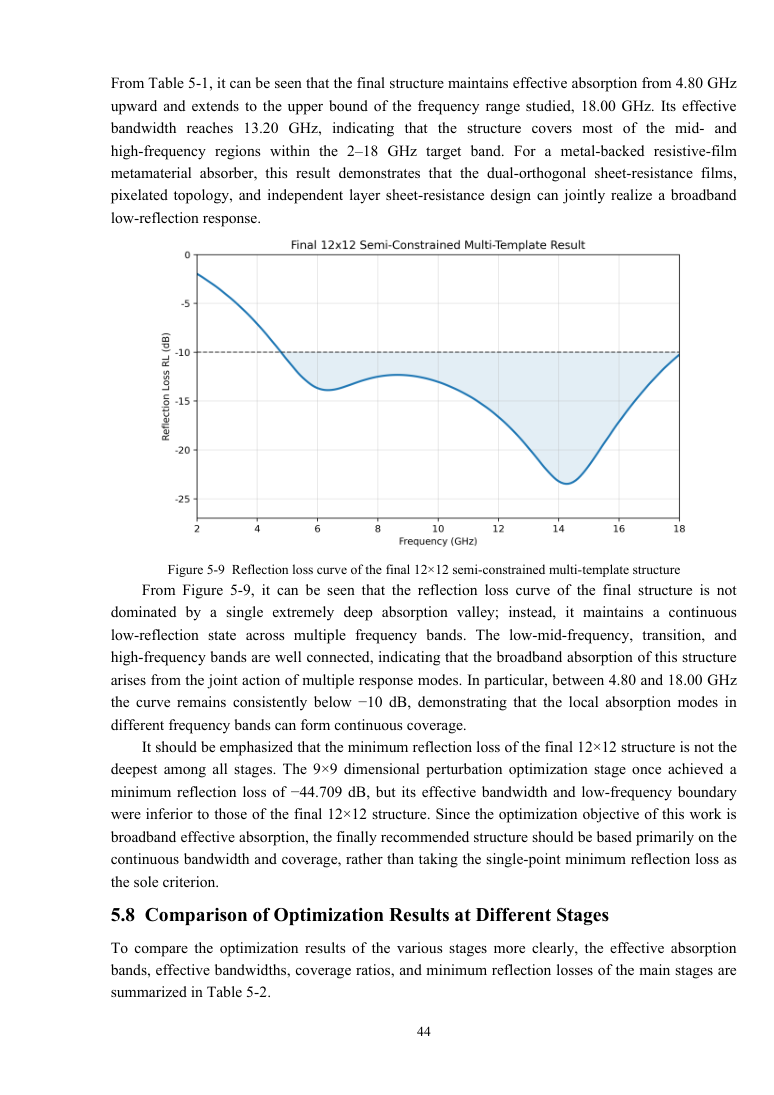 From Table 5-1, it can be seen that the final structure maintains effective absorption from 4.80 GHz
upward and extends to the upper bound of the frequency range studied, 18.00 GHz. Its effective
bandwidth reaches 13.20 GHz, indicating that the structure covers most of the mid- and
high-frequency regions within the 2–18 GHz target band. For a metal-backed resistive-film
metamaterial absorber, this result demonstrates that the dual-orthogonal sheet-resistance films,
pixelated topology, and independent layer sheet-resistance design can jointly realize a broadband
low-reflection response.
Final 12x12 Semi-Constrained Multi-Template Result
Reflection Loss RL (dB)
0
-5
-10
-15
-20
-25
2 4 6 8 10 12 14 16 18
Frequency (GHz)
Figure 5-9 Reflection loss curve of the final 12×12 semi-constrained multi-template structure
From Figure 5-9, it can be seen that the reflection loss curve of the final structure is not
dominated by a single extremely deep absorption valley; instead, it maintains a continuous
low-reflection state across multiple frequency bands. The low-mid-frequency, transition, and
high-frequency bands are well connected, indicating that the broadband absorption of this structure
arises from the joint action of multiple response modes. In particular, between 4.80 and 18.00 GHz
the curve remains consistently below −10 dB, demonstrating that the local absorption modes in
different frequency bands can form continuous coverage.
It should be emphasized that the minimum reflection loss of the final 12×12 structure is not the
deepest among all stages. The 9×9 dimensional perturbation optimization stage once achieved a
minimum reflection loss of −44.709 dB, but its effective bandwidth and low-frequency boundary
were inferior to those of the final 12×12 structure. Since the optimization objective of this work is
broadband effective absorption, the finally recommended structure should be based primarily on the
continuous bandwidth and coverage, rather than taking the single-point minimum reflection loss as
the sole criterion.
5.8 Comparison of Optimization Results at Different Stages
To compare the optimization results of the various stages more clearly, the effective absorption
bands, effective bandwidths, coverage ratios, and minimum reflection losses of the main stages are
summarized in Table 5-2.
44